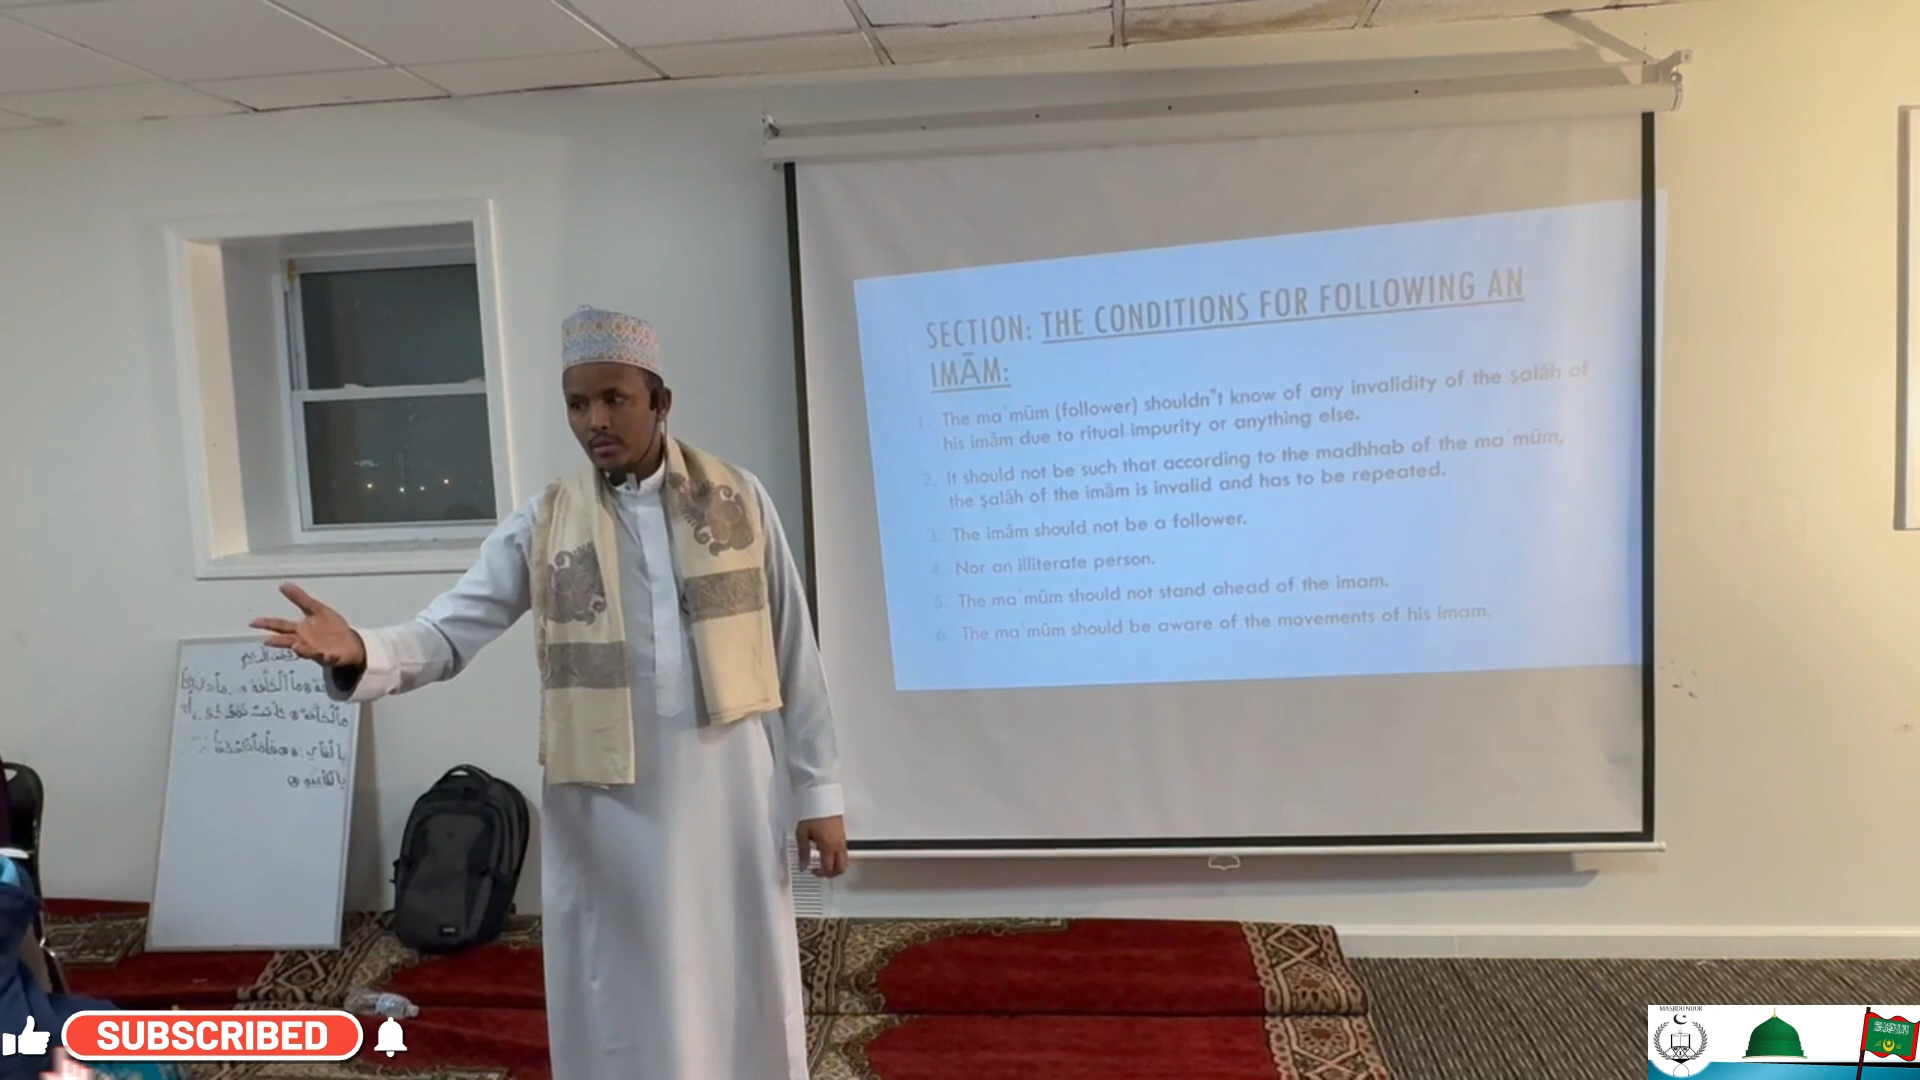 SECTION: THE CONDITIONS FOR FOLLOWING AN
IMĀM:
1. The ma'mūm (follower) shouldn"t know of any invalidity of the ṣalāh of
his imām due to ritual impurity or anything else.
2. It should not be such that according to the madhhab of the ma'mūm,
the ṣalāh of the imām is invalid and has to be repeated.
3. The imām should not be a follower.
4. Nor an illiterate person.
5. The ma'mūm should not stand ahead of the imam.
6. The ma'mūm should be aware of the movements of his imam.
SUBSCRIBED
MASJIDU NUUR